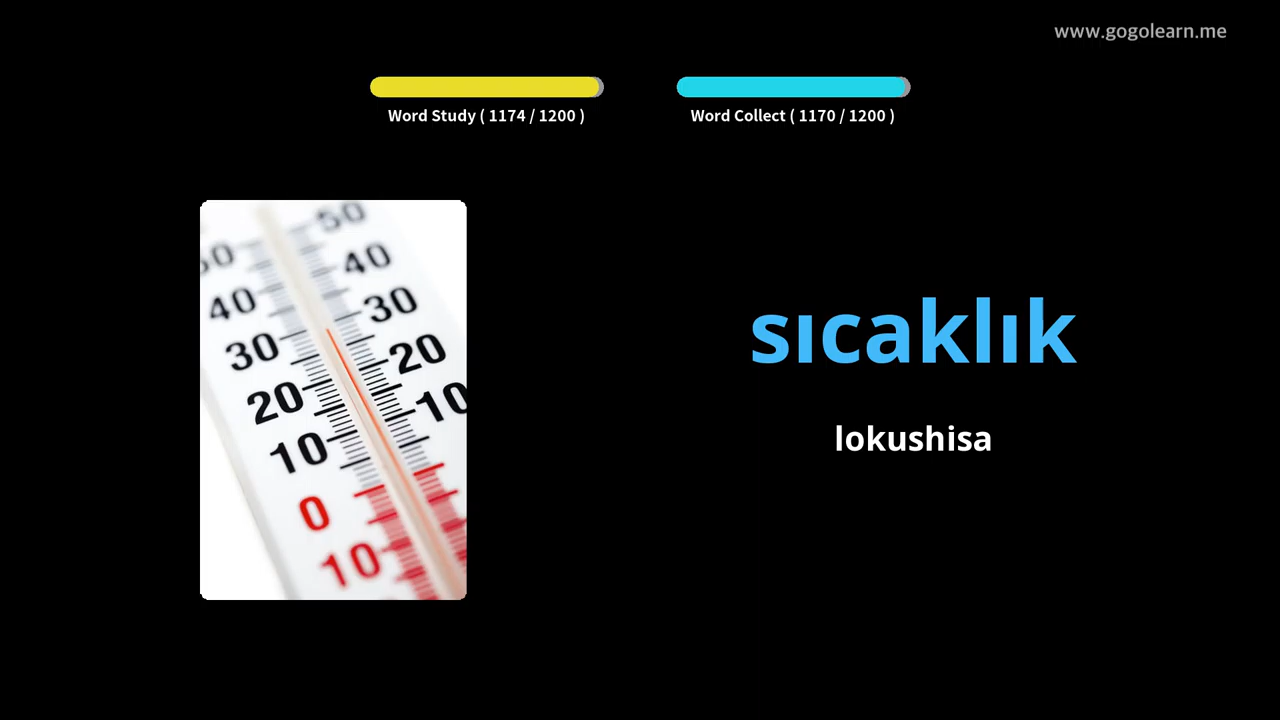 www.gogolearn.me
Word Study ( 1174 / 1200 )
Word Collect ( 1170 / 1200 )
50
50
40
40
30
30
20
20
10
10
0
10
sıcaklık
lokushisa